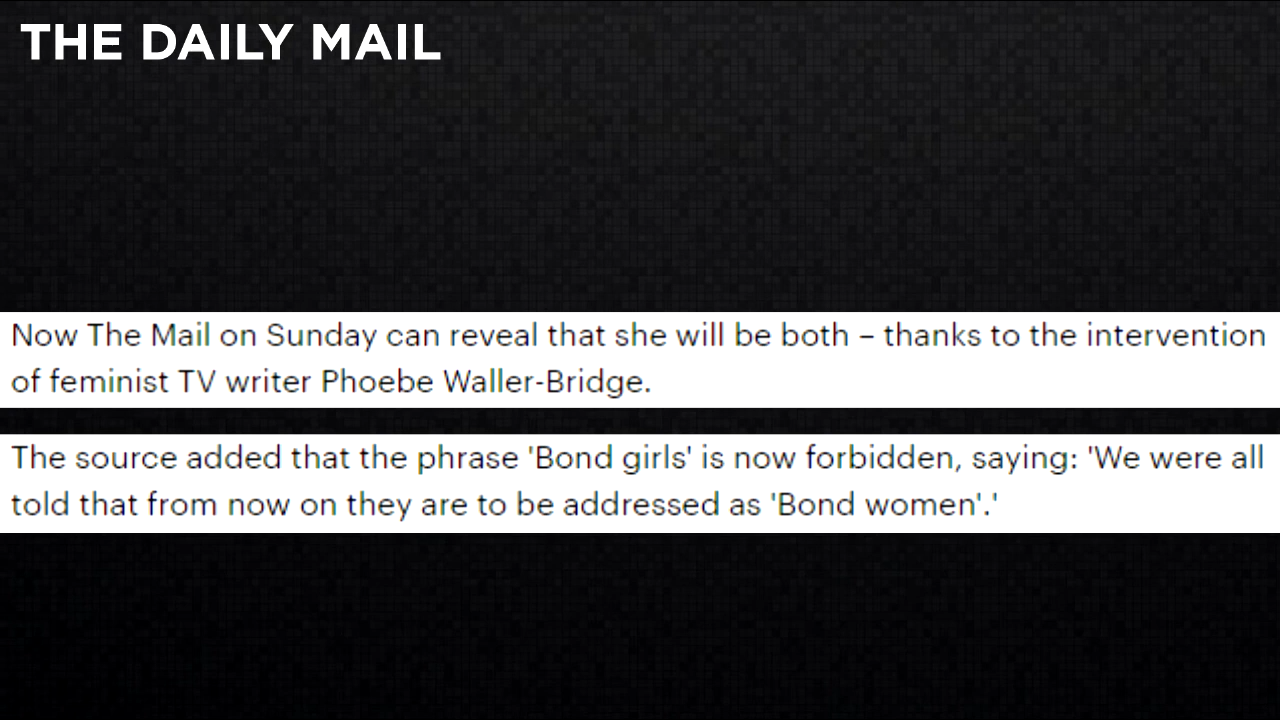 THE DAILY MAIL
Now The Mail on Sunday can reveal that she will be both – thanks to the intervention
of feminist TV writer Phoebe Waller-Bridge.
The source added that the phrase 'Bond girls' is now forbidden, saying: 'We were all
told that from now on they are to be addressed as 'Bond women'.'